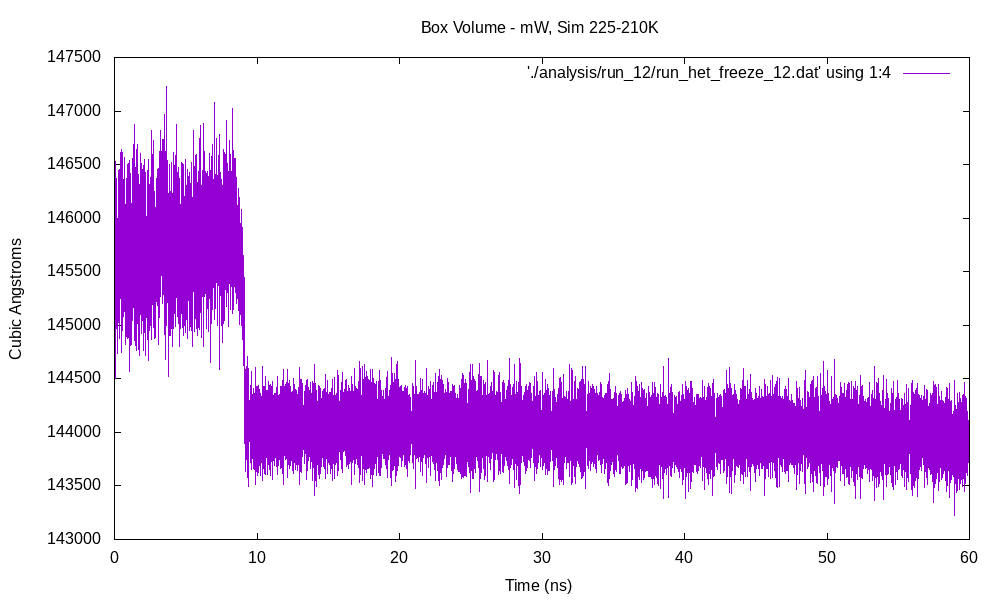 Box Volume - mW, Sim 225-210K
'./analysis/run_12/run_het_freeze_12.dat' using 1:4
147500
147000
146500
146000
145500
145000
144500
144000
143500
143000
Cubic Angstroms
0 10 20 30 40 50 60
Time (ns)